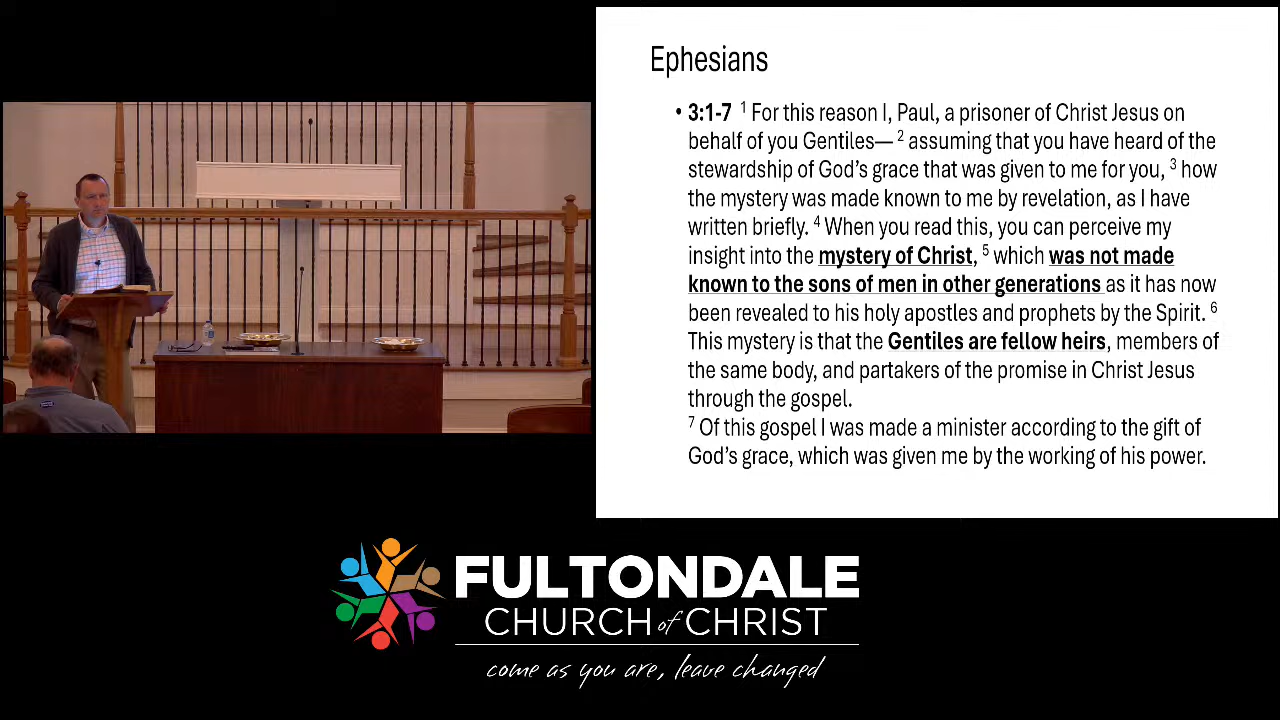 Ephesians
• 3:1-7 ¹ For this reason I, Paul, a prisoner of Christ Jesus on
behalf of you Gentiles— ² assuming that you have heard of the
stewardship of God’s grace that was given to me for you, ³ how
the mystery was made known to me by revelation, as I have
written briefly. ⁴ When you read this, you can perceive my
insight into the mystery of Christ, ⁵ which was not made
known to the sons of men in other generations as it has now
been revealed to his holy apostles and prophets by the Spirit. ⁶
This mystery is that the Gentiles are fellow heirs, members of
the same body, and partakers of the promise in Christ Jesus
through the gospel.
⁷ Of this gospel I was made a minister according to the gift of
God’s grace, which was given me by the working of his power.
FULTONDALE
CHURCH of CHRIST
come as you are, leave changed